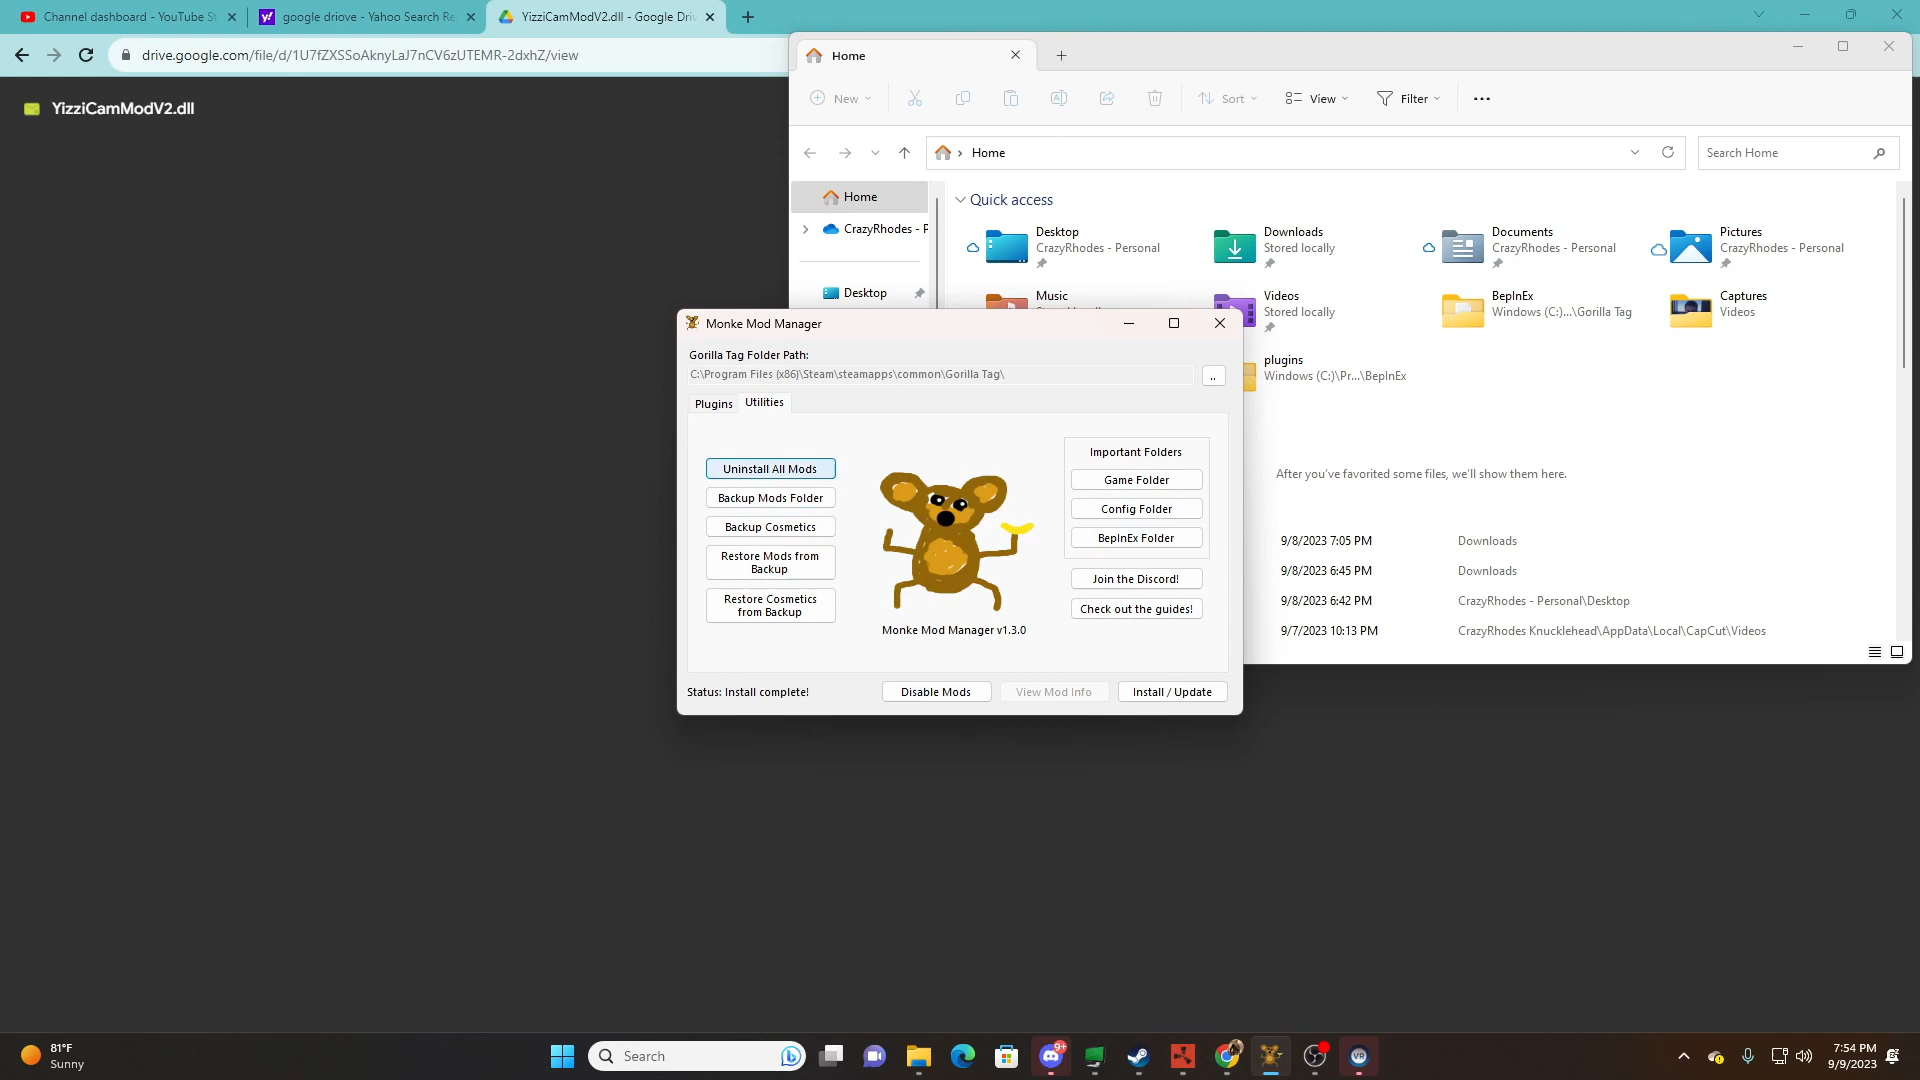 Channel dashboard - YouTube St
google driove - Yahoo Search Re
YizziCamModV2.dll - Google Driv
drive.google.com/file/d/1U7fZXSSoAknyLaJ7nCV6zUTEMR-2dxhZ/view
YizziCamModV2.dll
Home
New
Sort
View
Filter
Home
Search Home
Home
CrazyRhodes - P
Desktop
Quick access
Desktop
CrazyRhodes - Personal
Downloads
Stored locally
Documents
CrazyRhodes - Personal
Pictures
CrazyRhodes - Personal
Music
Videos
Stored locally
BepInEx
Windows (C:)...\Gorilla Tag
Captures
Videos
plugins
Windows (C:)\Pr...\BepInEx
After you've favorited some files, we'll show them here.
9/8/2023 7:05 PM Downloads
9/8/2023 6:45 PM Downloads
9/8/2023 6:42 PM CrazyRhodes - Personal\Desktop
9/7/2023 10:13 PM CrazyRhodes Knucklehead\AppData\Local\CapCut\Videos
Monke Mod Manager
Gorilla Tag Folder Path:
C:\Program Files (x86)\Steam\steamapps\common\Gorilla Tag\
..
Plugins
Utilities
Uninstall All Mods
Backup Mods Folder
Backup Cosmetics
Restore Mods from
Backup
Restore Cosmetics
from Backup
Monke Mod Manager v1.3.0
Important Folders
Game Folder
Config Folder
BepInEx Folder
Join the Discord!
Check out the guides!
Status: Install complete!
Disable Mods
View Mod Info
Install / Update
81°F
Sunny
Search
9+
VR
7:54 PM
9/9/2023